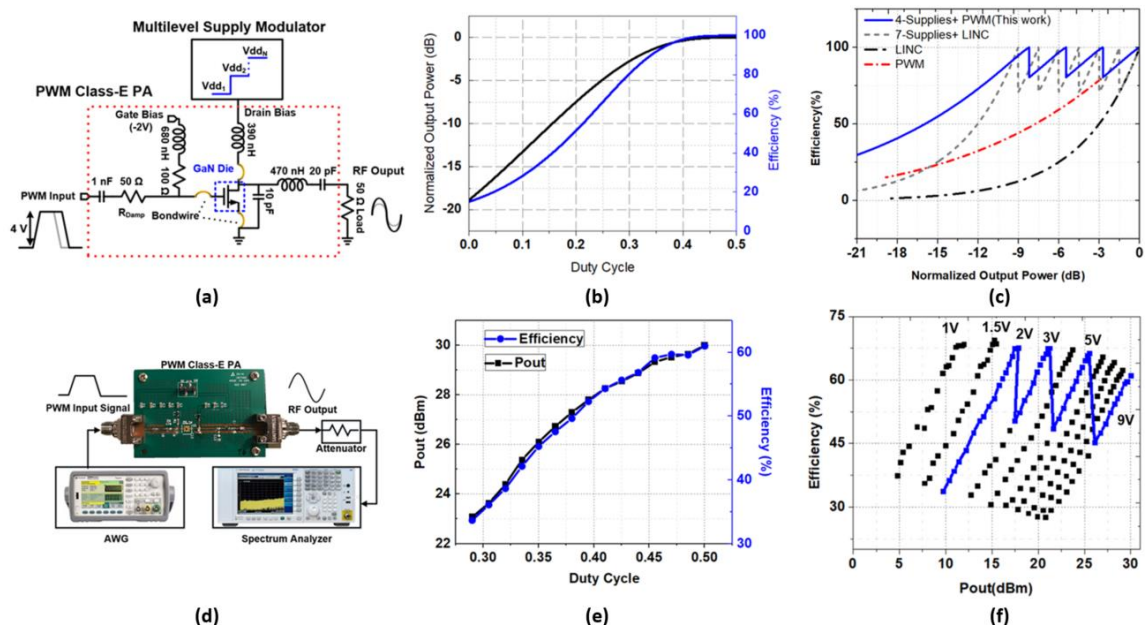 Multilevel Supply Modulator
Vdd1
Vdd2
VddN
PWM Class-E PA
Gate Bias
(-2V)
Drain Bias
680 nH
100 Ω
390 nH
GaN Die
470 nH
20 pF
RF Ouput
PWM Input
1 nF
50 Ω
RDamp
Bondwire
10 pF
50 Ω Load
4 V
(a)
Normalized Output Power (dB)
0
-5
-10
-15
-20
0.0
0.1
0.2
0.3
0.4
0.5
Duty Cycle
100
80
60
40
20
0
Efficiency (%)
(b)
4-Supplies+ PWM(This work)
7-Supplies+ LINC
LINC
PWM
Efficiency(%)
100
50
0
-21
-18
-15
-12
-9
-6
-3
0
Normalized Output Power (dB)
(c)
PWM Class-E PA
PWM Input Signal
RF Output
Attenuator
AWG
Spectrum Analyzer
(d)
Efficiency
Pout
Pout (dBm)
30
28
26
24
22
0.30
0.35
0.40
0.45
0.50
Duty Cycle
60
50
40
30
Efficiency (%)
(e)
Efficiency (%)
75
60
45
30
1V
1.5V
2V
3V
5V
9V
0
5
10
15
20
25
30
Pout(dBm)
(f)